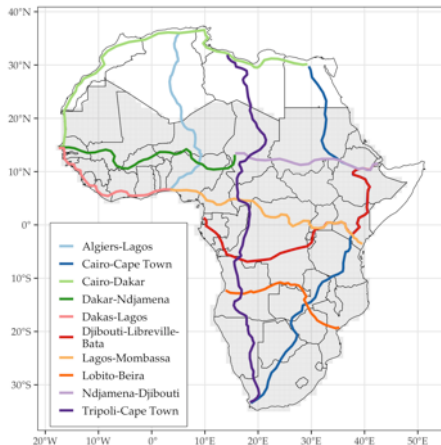 40°N
30°N
20°N
10°N
0°
10°S
20°S
30°S
Algiers-Lagos
Cairo-Cape Town
Cairo-Dakar
Dakar-Ndjamena
Dakas-Lagos
Djibouti-Libreville-
Bata
Lagos-Mombassa
Lobito-Beira
Ndjamena-Djibouti
Tripoli-Cape Town
20°W 10°W 0° 10°E 20°E 30°E 40°E 50°E